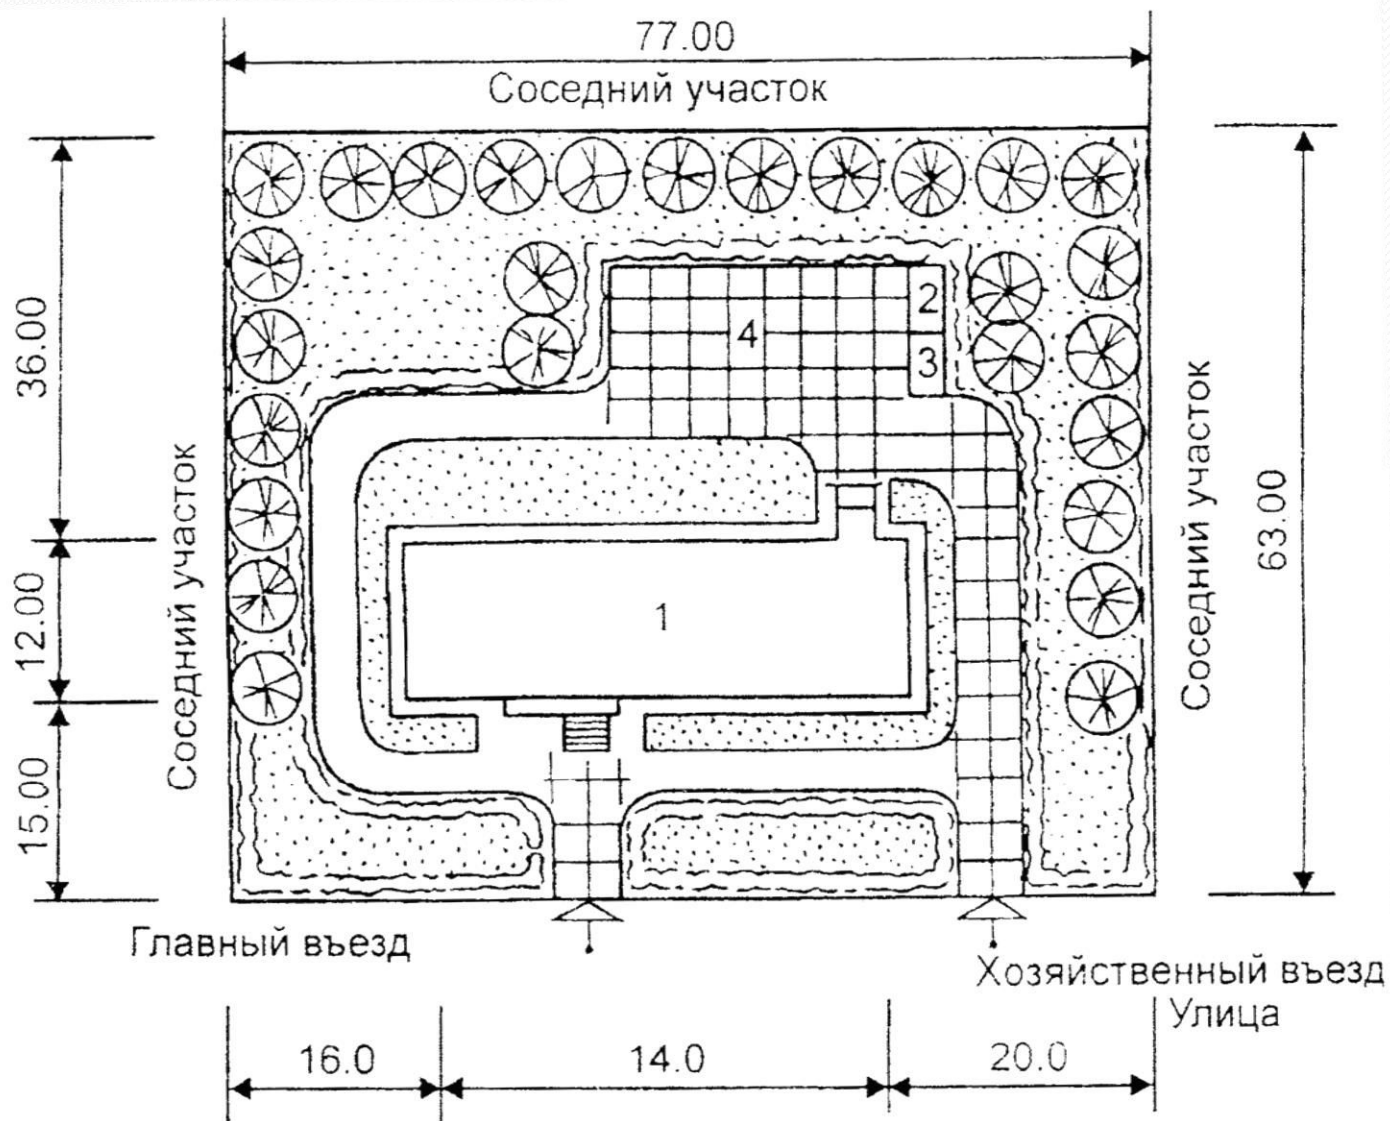 77.00
Соседний участок
36.00
12.00
15.00
Соседний участок
4
2
3
1
Соседний участок
63.00
Главный въезд
Хозяйственный въезд
Улица
16.0
14.0
20.0